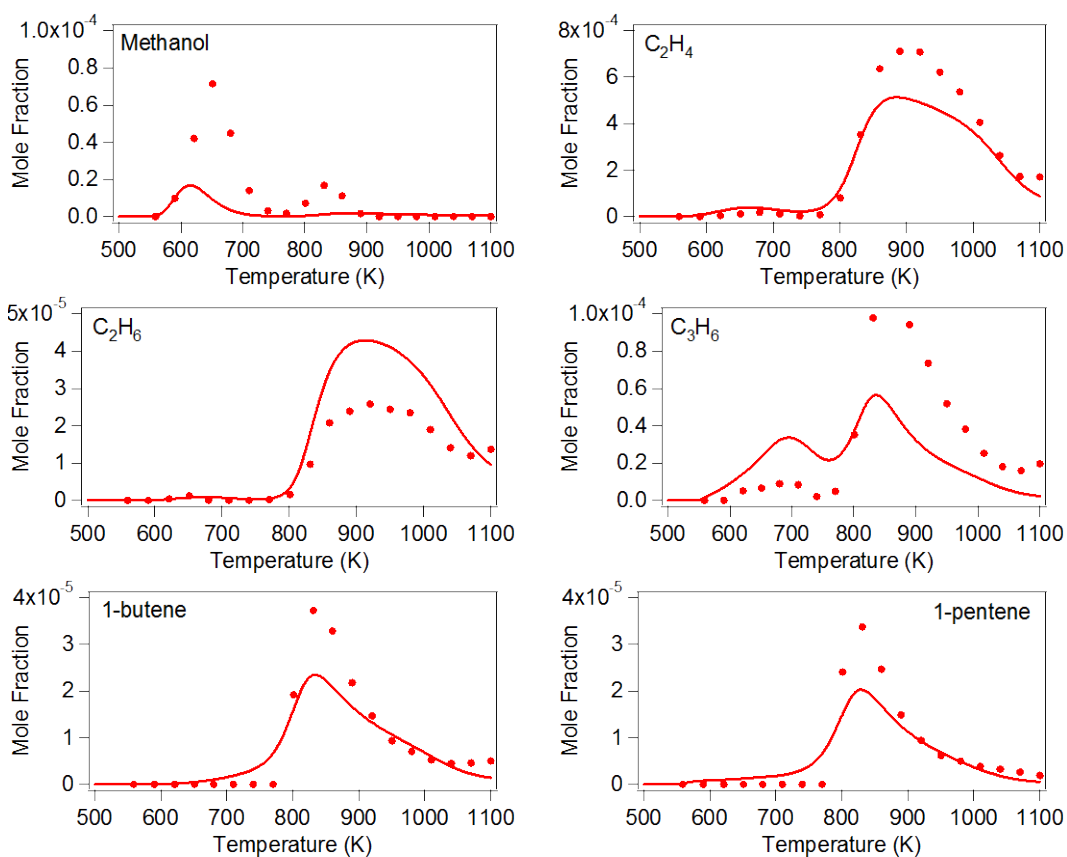 1.0x10⁻⁴
Methanol
0.8
0.6
0.4
0.2
0.0
Mole Fraction
500 600 700 800 900 1000 1100
Temperature (K)
8x10⁻⁴
C₂H₄
6
4
2
0
Mole Fraction
500 600 700 800 900 1000 1100
Temperature (K)
5x10⁻⁵
C₂H₆
4
3
2
1
0
Mole Fraction
500 600 700 800 900 1000 1100
Temperature (K)
1.0x10⁻⁴
C₃H₆
0.8
0.6
0.4
0.2
0.0
Mole Fraction
500 600 700 800 900 1000 1100
Temperature (K)
4x10⁻⁵
1-butene
3
2
1
0
Mole Fraction
500 600 700 800 900 1000 1100
Temperature (K)
4x10⁻⁵
1-pentene
3
2
1
0
Mole Fraction
500 600 700 800 900 1000 1100
Temperature (K)